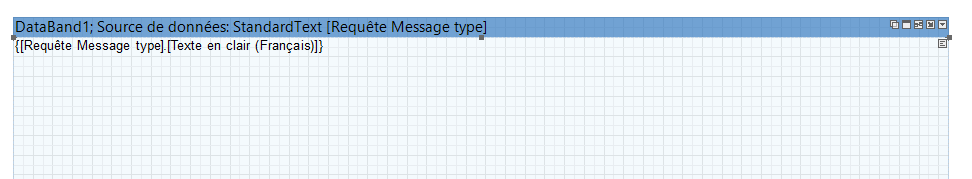 DataBand1; Source de données: StandardText [Requête Message type]
{[Requête Message type].[Texte en clair (Français)]}